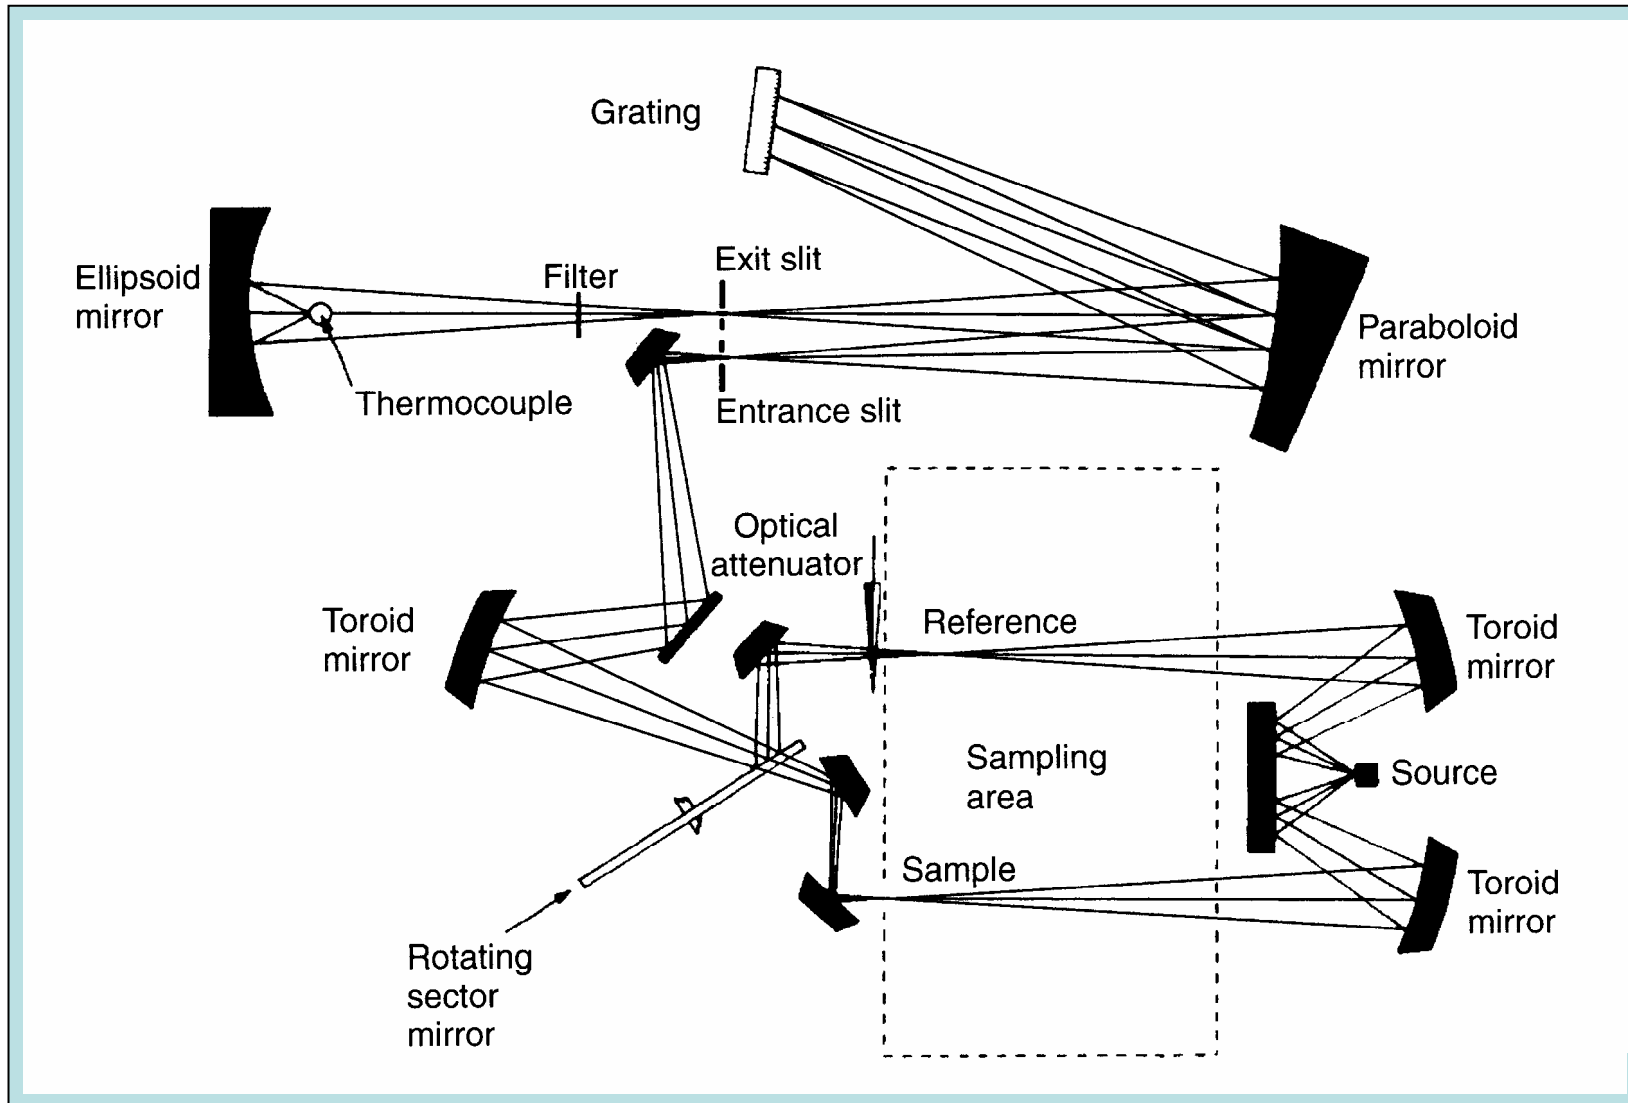 Grating
Ellipsoid
mirror
Filter
Exit slit
Paraboloid
mirror
Thermocouple
Entrance slit
Optical
attenuator
Toroid
mirror
Reference
Toroid
mirror
Sampling
area
Source
Sample
Toroid
mirror
Rotating
sector
mirror